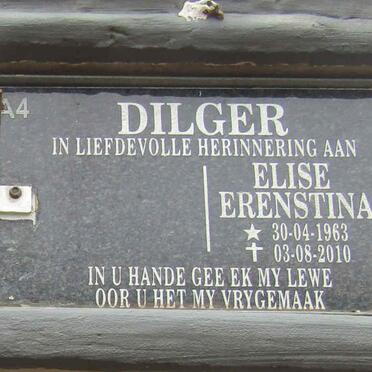 A4
DILGER
IN LIEFDEVOLLE HERINNERING AAN
ELISE
ERENSTINA
★ 30-04-1963
✝ 03-08-2010
IN U HANDE GEE EK MY LEWE
OOR U HET MY VRYGEMAAK